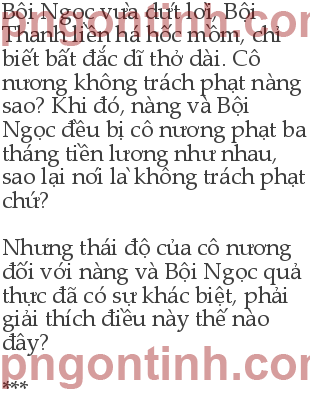 Bội Ngọc vừa dứt lời, Bội
Thanh liền há hốc mồm, chỉ
biết bất đắc dĩ thở dài. Cô
nương không trách phạt nàng
sao? Khi đó, nàng và Bội
Ngọc đều bị cô nương phạt ba
tháng tiền lương như nhau,
sao lại nới là không trách phạt
chứ?
Nhưng thái độ của cô nương
đối với nàng và Bội Ngọc quả
thực đã có sự khác biệt, phải
giải thích điều này thế nào
đây?
***
pngontinh.com
pngontinh.com